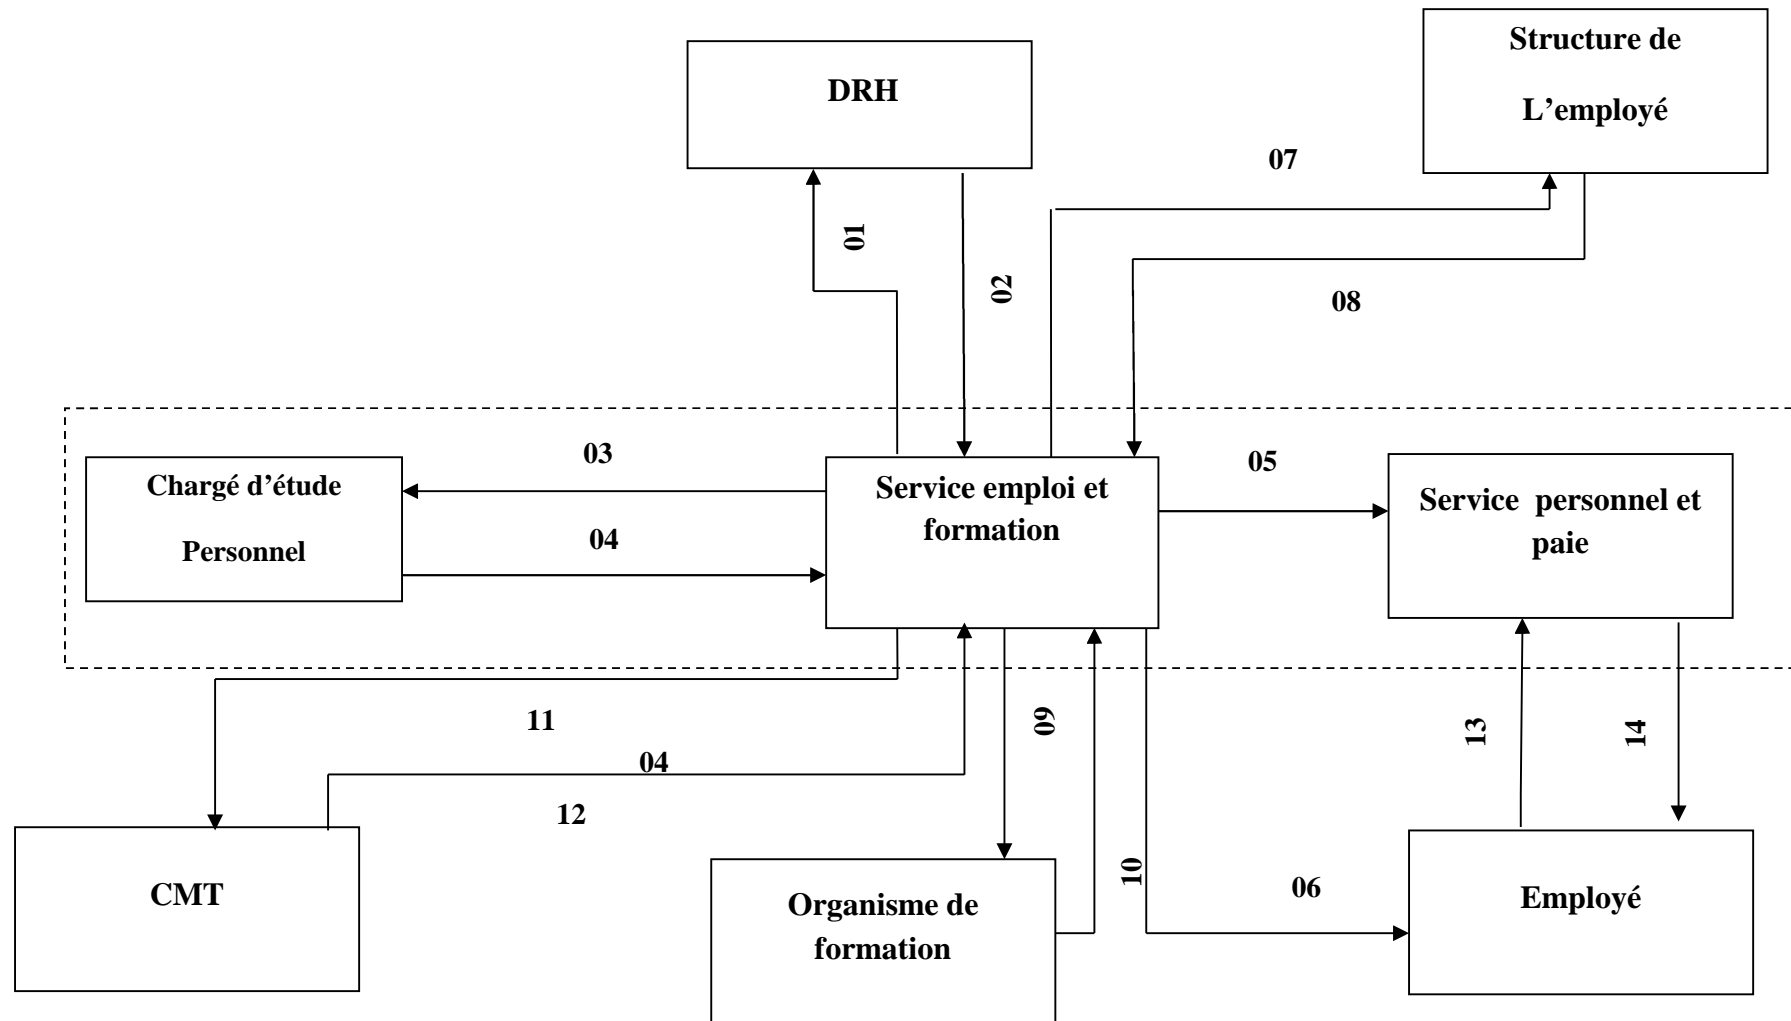 Structure de
L’employé
DRH
07
01
02
08
03
04
05
Chargé d’étude
Personnel
Service emploi et
formation
Service  personnel et
paie
11
04
12
09
10
06
13
14
CMT
Organisme de
formation
Employé